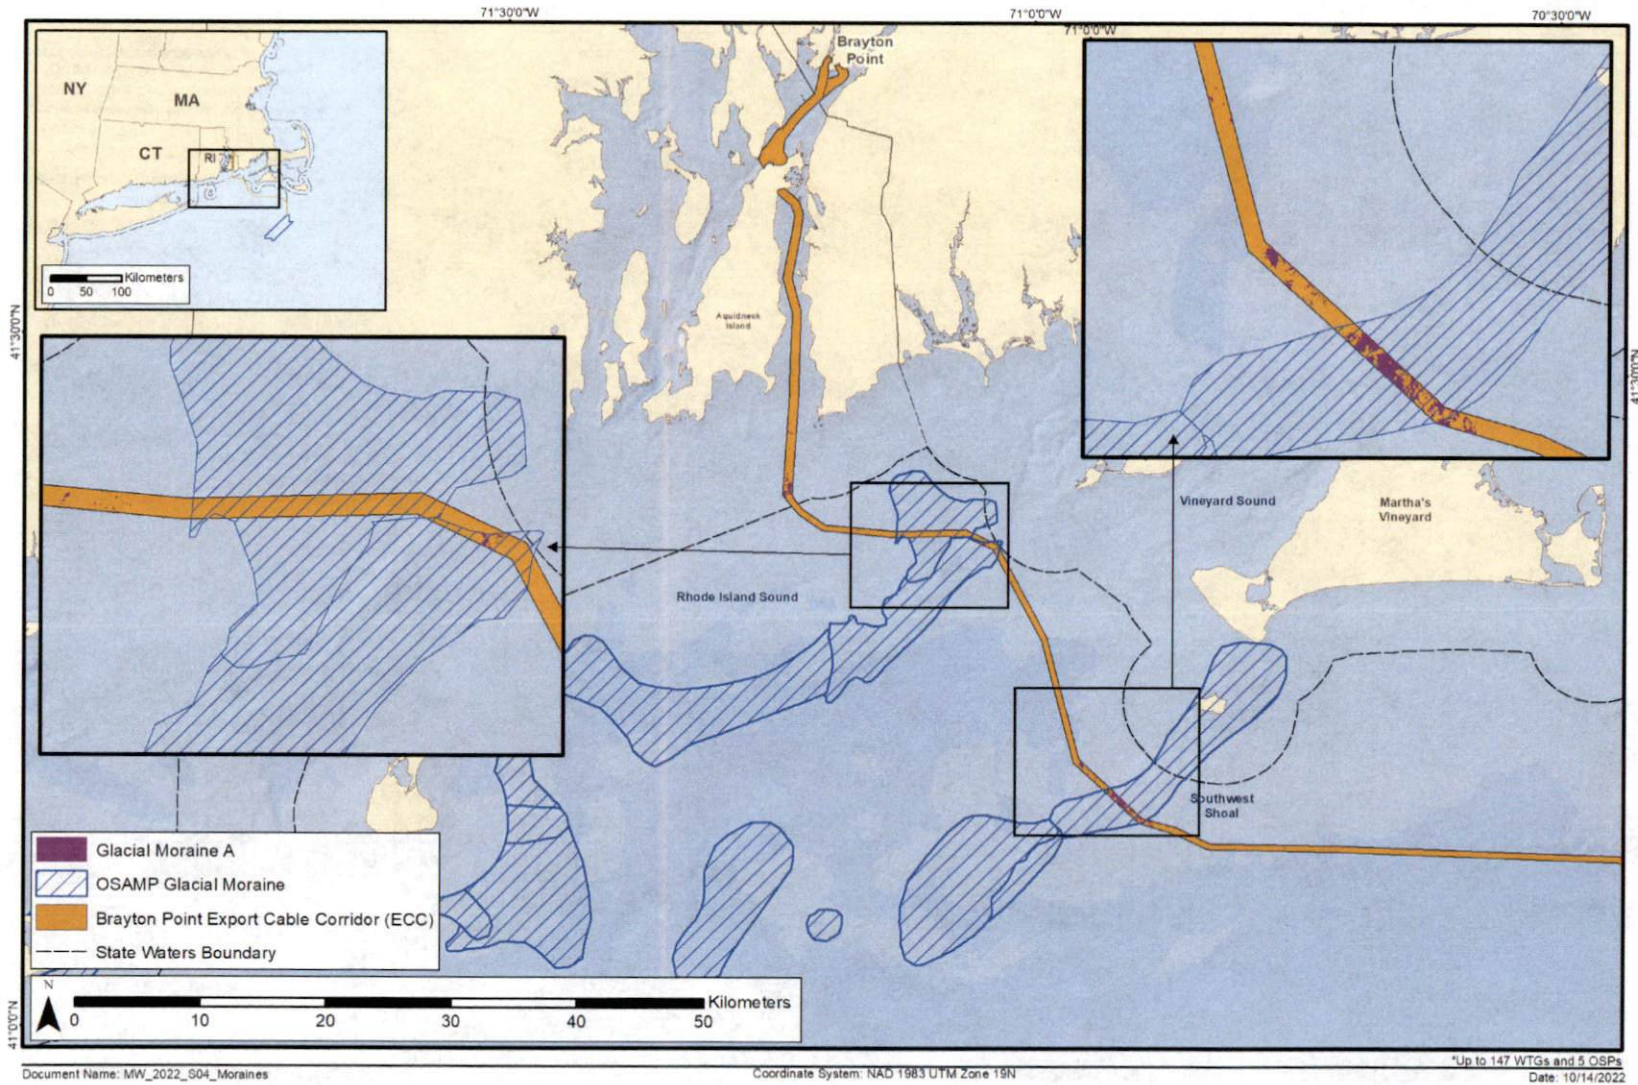 71°30'0"W
71°0'0"W
70°30'0"W
71°0'0"W
Brayton
Point
NY
MA
CT
RI
Kilometers
0 50 100
41°30'0"N
41°30'0"N
Aquidneck
Island
Vineyard Sound
Martha's
Vineyard
Rhode Island Sound
Southwest
Shoal
Glacial Moraine A
OSAMP Glacial Moraine
Brayton Point Export Cable Corridor (ECC)
State Waters Boundary
N
Kilometers
0 10 20 30 40 50
41°0'0"N
*Up to 147 WTGs and 5 OSPs
Document Name: MW_2022_S04_Moraines
Coordinate System: NAD 1983 UTM Zone 19N
Date: 10/14/2022